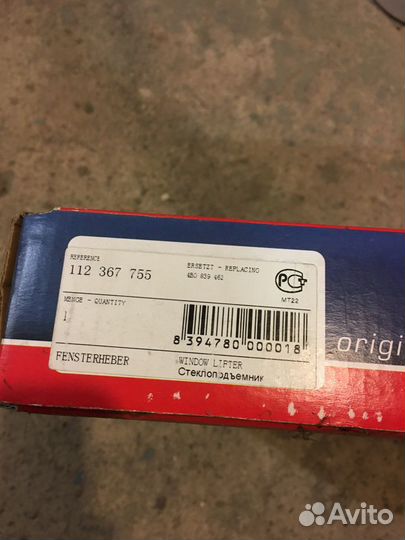 REFERENCE
112 367 755
ERSETZT - REPLACING
4B0 839 462
MENGE - QUANTITY
1
РСТ
MT22
8 394780 000018
origi
FENSTERHEBER
WINDOW LIFTER
Стеклоподъемник
Avito